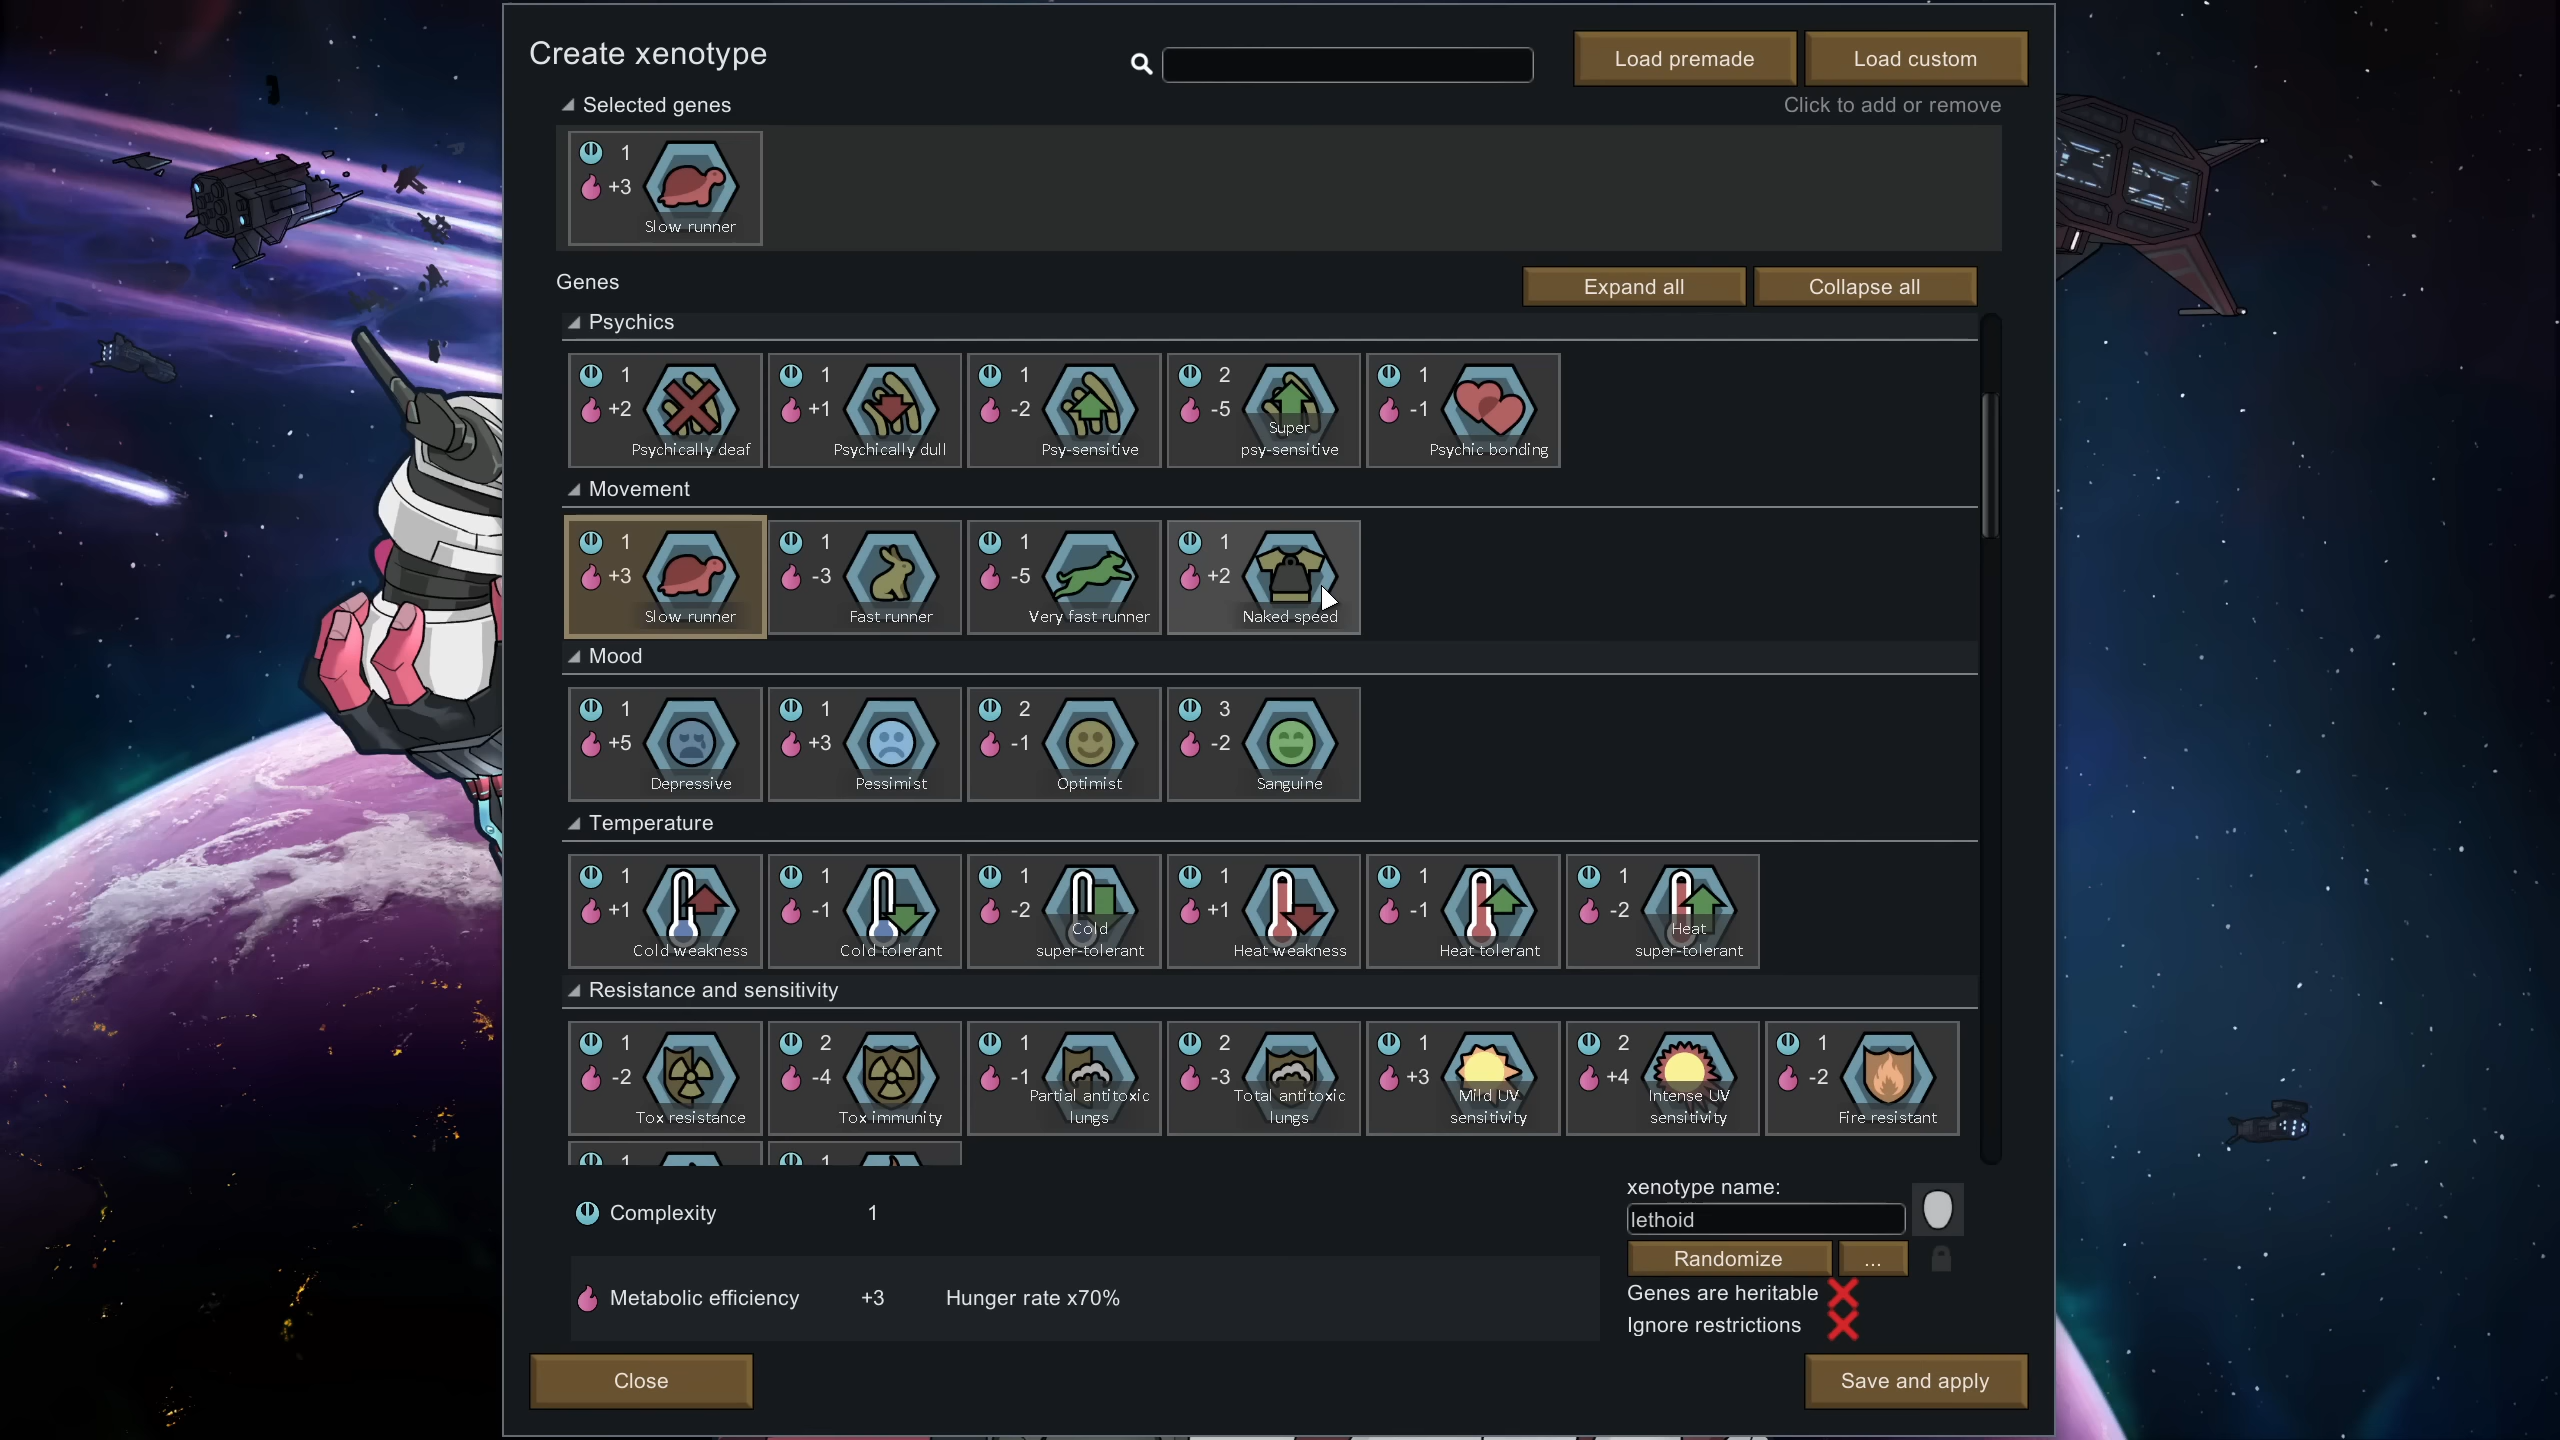 Create xenotype
Load premade
Load custom
Selected genes
Click to add or remove
1
+3
Slow runner
Genes
Expand all
Collapse all
Psychics
1 +2 Psychically deaf
1 +1 Psychically dull
1 -2 Psy-sensitive
2 -5 Super psy-sensitive
1 -1 Psychic bonding
Movement
1 +3 Slow runner
1 -3 Fast runner
1 -5 Very fast runner
1 +2 Naked speed
Mood
1 +5 Depressive
1 +3 Pessimist
2 -1 Optimist
3 -2 Sanguine
Temperature
1 +1 Cold weakness
1 -1 Cold tolerant
1 -2 Cold super-tolerant
1 +1 Heat weakness
1 -1 Heat tolerant
1 -2 Heat super-tolerant
Resistance and sensitivity
1 -2 Tox resistance
2 -4 Tox immunity
1 -1 Partial antitoxic lungs
2 -3 Total antitoxic lungs
1 +3 Mild UV sensitivity
2 +4 Intense UV sensitivity
1 -2 Fire resistant
1
1
Complexity 1
Metabolic efficiency +3 Hunger rate x70%
xenotype name:
lethoid
Randomize
...
Genes are heritable
Ignore restrictions
Close
Save and apply